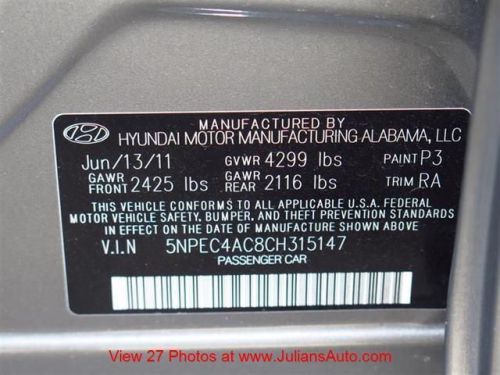 MANUFACTURED BY
HYUNDAI MOTOR MANUFACTURING ALABAMA, LLC
Jun/13/11 GVWR 4299 lbs PAINT P3
GAWR FRONT 2425 lbs GAWR REAR 2116 lbs TRIM RA
THIS VEHICLE CONFORMS TO ALL APPLICABLE U.S.A. FEDERAL
MOTOR VEHICLE SAFETY, BUMPER, AND THEFT PREVENTION STANDARDS
IN EFFECT ON THE DATE OF MANUFACTURE SHOWN ABOVE.
V.I.N 5NPEC4AC8CH315147
PASSENGER CAR
View 27 Photos at www.JuliansAuto.com